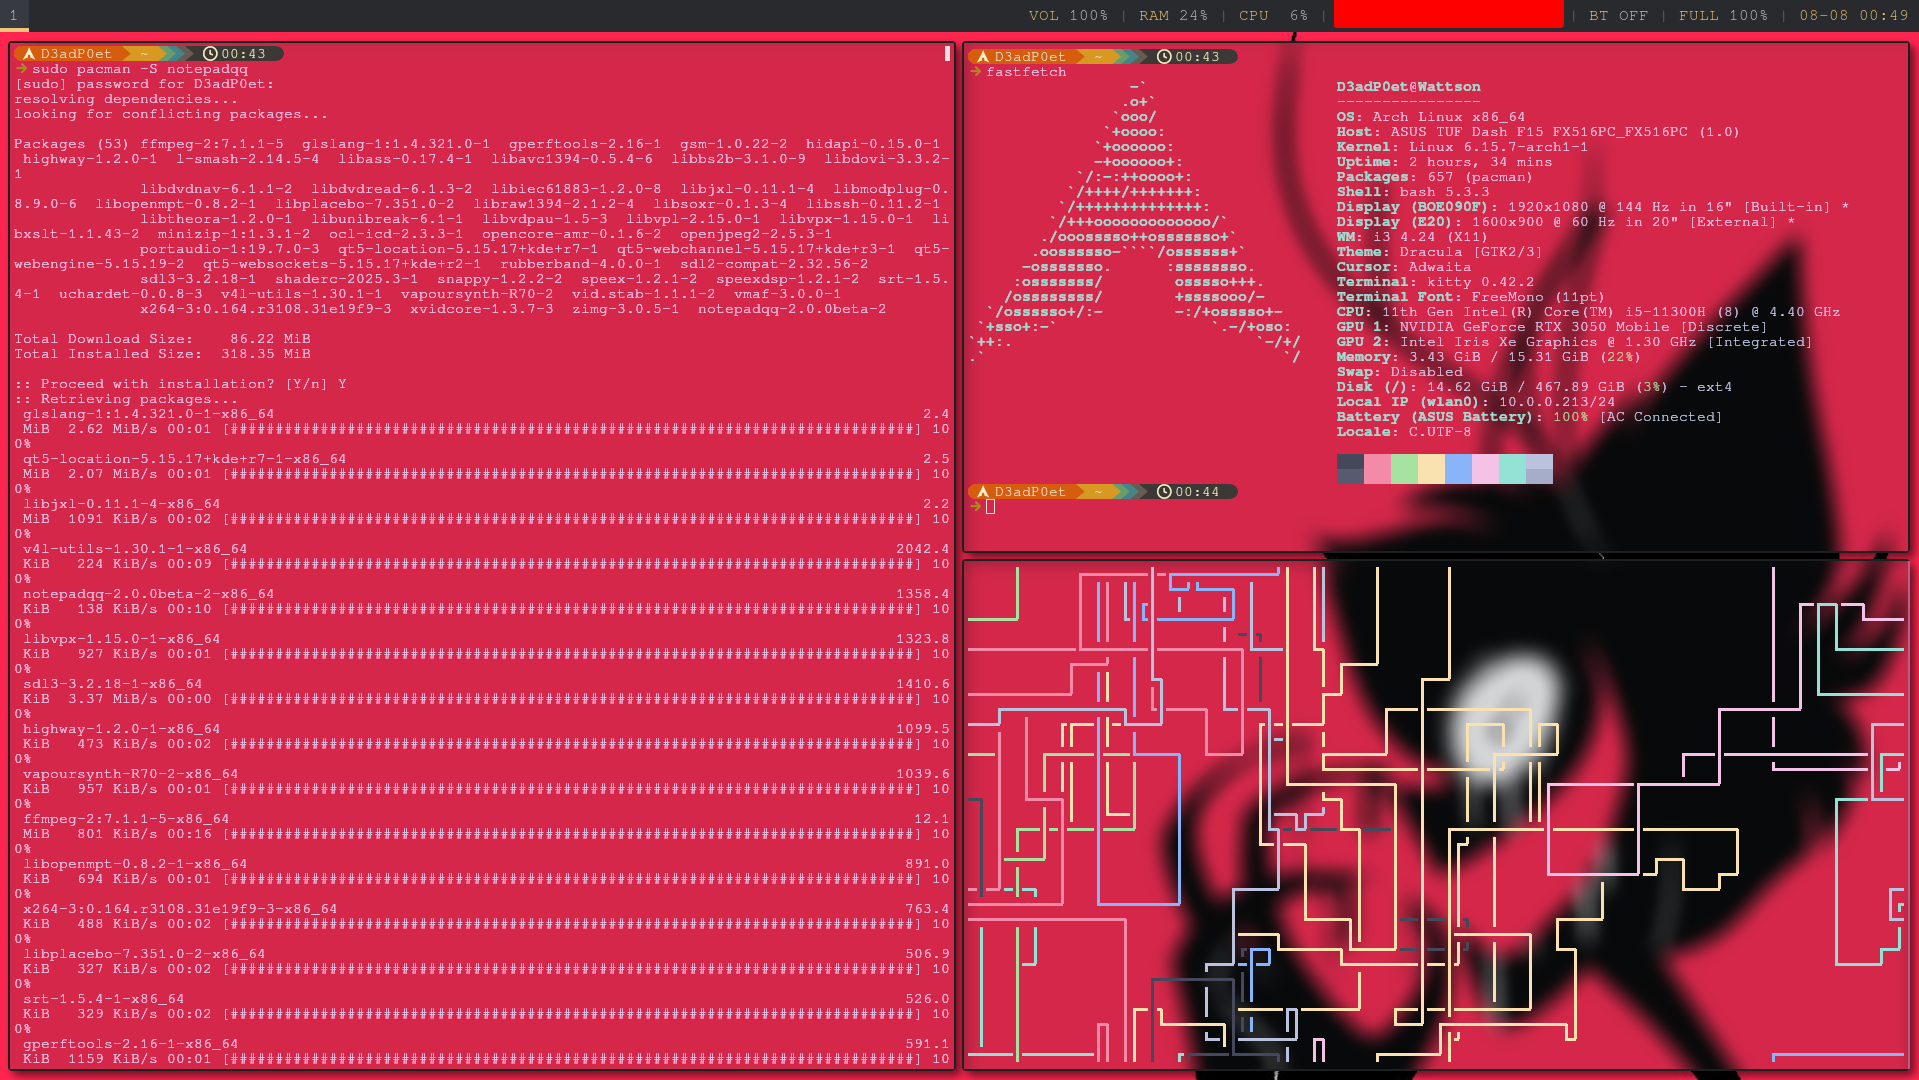 1
VOL 100% | RAM 24% | CPU 6% | | BT OFF | FULL 100% | 08-08 00:49
D3adP0et ~ 00:43
sudo pacman -S notepadqq
[sudo] password for D3adP0et:
resolving dependencies...
looking for conflicting packages...
Packages (53) ffmpeg-2:7.1.1-5 glslang-1:1.4.321.0-1 gperftools-2.16-1 gsm-1.0.22-2 hidapi-0.15.0-1
highway-1.2.0-1 l-smash-2.14.5-4 libass-0.17.4-1 libavc1394-0.5.4-6 libbs2b-3.1.0-9 libdovi-3.3.2-
1
libdvdnav-6.1.1-2 libdvdread-6.1.3-2 libiec61883-1.2.0-8 libjxl-0.11.1-4 libmodplug-0.
8.9.0-6 libopenmpt-0.8.2-1 libplacebo-7.351.0-2 libraw1394-2.1.2-4 libsoxr-0.1.3-4 libssh-0.11.2-1
libtheora-1.2.0-1 libunibreak-6.1-1 libvdpau-1.5-3 libvpl-2.15.0-1 libvpx-1.15.0-1 li
bxslt-1.1.43-2 minizip-1:1.3.1-2 ocl-icd-2.3.3-1 opencore-amr-0.1.6-2 openjpeg2-2.5.3-1
portaudio-1:19.7.0-3 qt5-location-5.15.17+kde+r7-1 qt5-webchannel-5.15.17+kde+r3-1 qt5-
webengine-5.15.19-2 qt5-websockets-5.15.17+kde+r2-1 rubberband-4.0.0-1 sdl2-compat-2.32.56-2
sdl3-3.2.18-1 shaderc-2025.3-1 snappy-1.2.2-2 speex-1.2.1-2 speexdsp-1.2.1-2 srt-1.5.
4-1 uchardet-0.0.8-3 v4l-utils-1.30.1-1 vapoursynth-R70-2 vid.stab-1.1.1-2 vmaf-3.0.0-1
x264-3:0.164.r3108.31e19f9-3 xvidcore-1.3.7-3 zimg-3.0.5-1 notepadqq-2.0.0beta-2
Total Download Size: 86.22 MiB
Total Installed Size: 318.35 MiB
:: Proceed with installation? [Y/n] Y
:: Retrieving packages...
glslang-1:1.4.321.0-1-x86_64 2.4
MiB 2.62 MiB/s 00:01 [############################################################################] 10
0%
qt5-location-5.15.17+kde+r7-1-x86_64 2.5
MiB 2.07 MiB/s 00:01 [############################################################################] 10
0%
libjxl-0.11.1-4-x86_64 2.2
MiB 1091 KiB/s 00:02 [############################################################################] 10
0%
v4l-utils-1.30.1-1-x86_64 2042.4
KiB 224 KiB/s 00:09 [############################################################################] 10
0%
notepadqq-2.0.0beta-2-x86_64 1358.4
KiB 138 KiB/s 00:10 [############################################################################] 10
0%
libvpx-1.15.0-1-x86_64 1323.8
KiB 927 KiB/s 00:01 [############################################################################] 10
0%
sdl3-3.2.18-1-x86_64 1410.6
KiB 3.37 MiB/s 00:00 [############################################################################] 10
0%
highway-1.2.0-1-x86_64 1099.5
KiB 473 KiB/s 00:02 [############################################################################] 10
0%
vapoursynth-R70-2-x86_64 1039.6
KiB 957 KiB/s 00:01 [############################################################################] 10
0%
ffmpeg-2:7.1.1-5-x86_64 12.1
MiB 801 KiB/s 00:16 [############################################################################] 10
0%
libopenmpt-0.8.2-1-x86_64 891.0
KiB 694 KiB/s 00:01 [############################################################################] 10
0%
x264-3:0.164.r3108.31e19f9-3-x86_64 763.4
KiB 488 KiB/s 00:02 [############################################################################] 10
0%
libplacebo-7.351.0-2-x86_64 506.9
KiB 327 KiB/s 00:02 [############################################################################] 10
0%
srt-1.5.4-1-x86_64 526.0
KiB 329 KiB/s 00:02 [############################################################################] 10
0%
gperftools-2.16-1-x86_64 591.1
KiB 1159 KiB/s 00:01 [############################################################################] 10
D3adP0et ~ 00:43
fastfetch
D3adP0et@Wattson
----------------
OS: Arch Linux x86_64
Host: ASUS TUF Dash F15 FX516PC_FX516PC (1.0)
Kernel: Linux 6.15.7-arch1-1
Uptime: 2 hours, 34 mins
Packages: 657 (pacman)
Shell: bash 5.3.3
Display (BOE090F): 1920x1080 @ 144 Hz in 16" [Built-in] *
Display (E20): 1600x900 @ 60 Hz in 20" [External] *
WM: i3 4.24 (X11)
Theme: Dracula [GTK2/3]
Cursor: Adwaita
Terminal: kitty 0.42.2
Terminal Font: FreeMono (11pt)
CPU: 11th Gen Intel(R) Core(TM) i5-11300H (8) @ 4.40 GHz
GPU 1: NVIDIA GeForce RTX 3050 Mobile [Discrete]
GPU 2: Intel Iris Xe Graphics @ 1.30 GHz [Integrated]
Memory: 3.43 GiB / 15.31 GiB (22%)
Swap: Disabled
Disk (/): 14.62 GiB / 467.89 GiB (3%) - ext4
Local IP (wlan0): 10.0.0.213/24
Battery (ASUS Battery): 100% [AC Connected]
Locale: C.UTF-8
D3adP0et ~ 00:44